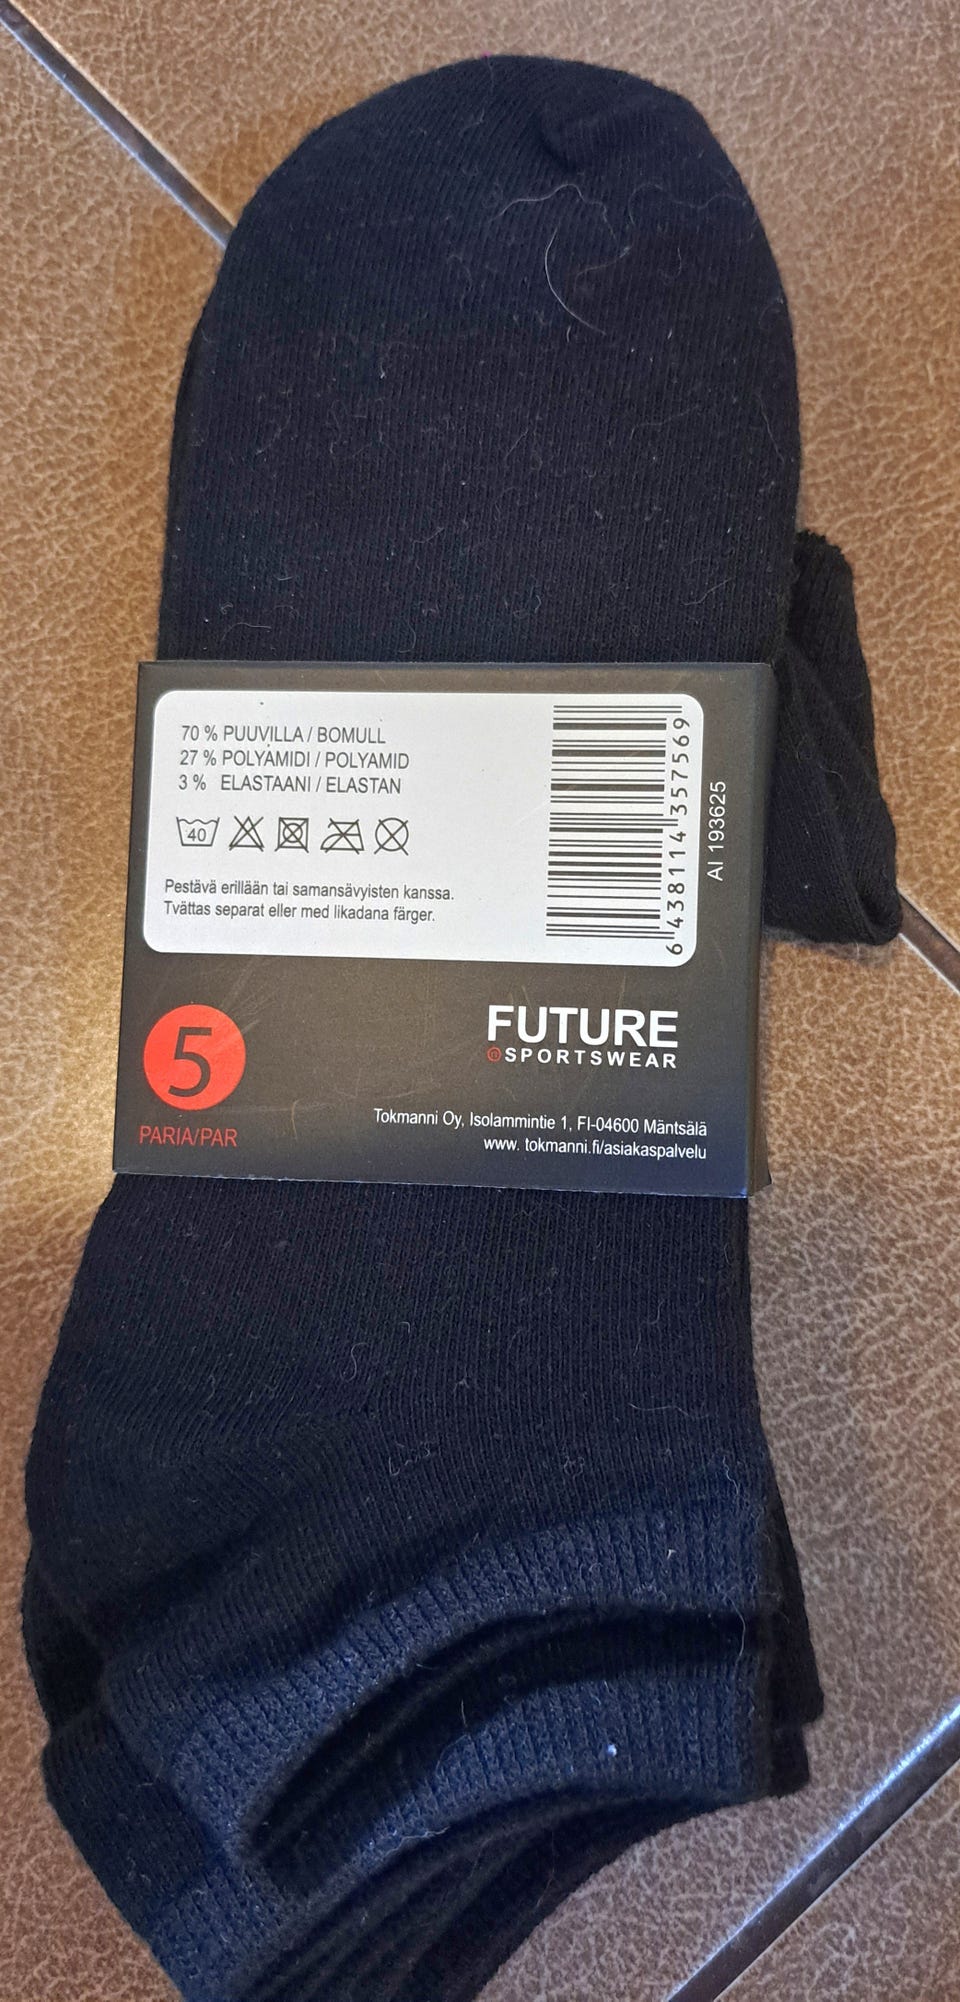 70 % PUUVILLA / BOMULL
27 % POLYAMIDI / POLYAMID
3 % ELASTAANI / ELASTAN
40
Pestävä erillään tai samansävyisten kanssa.
Tvättas separat eller med likadana färger.
6 438114 357569
AI 193625
5
PARIA/PAR
FUTURE
SPORTSWEAR
Tokmanni Oy, Isolammintie 1, FI-04600 Mäntsälä
www. tokmanni.fi/asiakaspalvelu